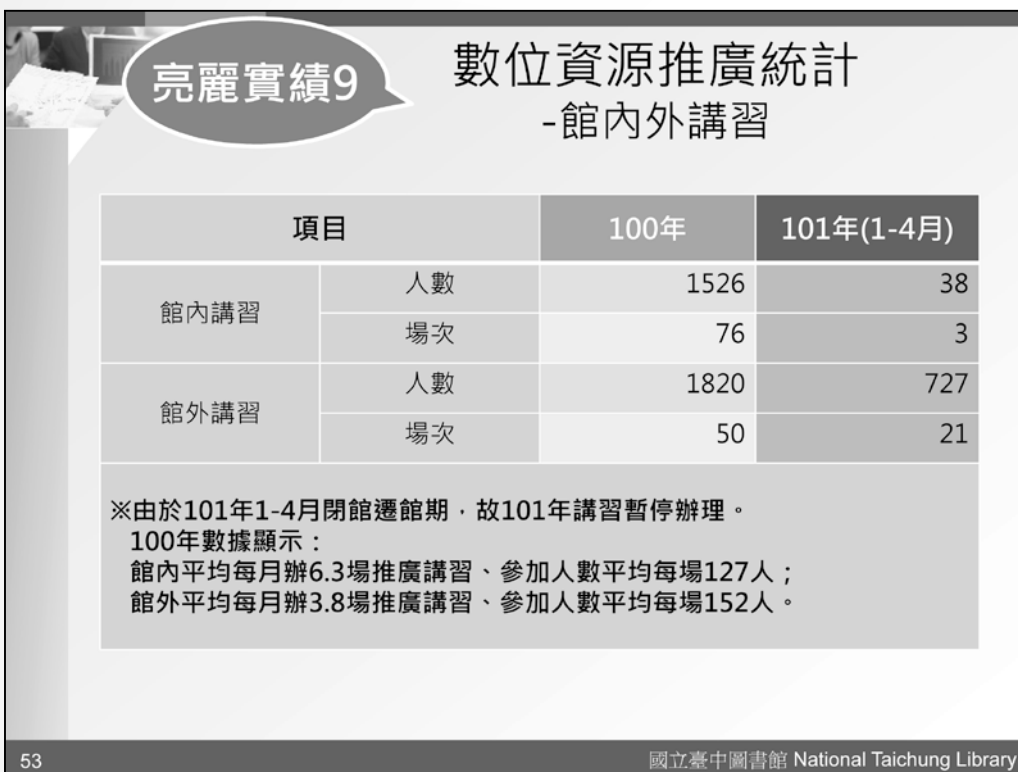 亮麗實績9
數位資源推廣統計
-館內外講習
項目 100年 101年(1-4月)
館內講習 人數 1526 38
場次 76 3
館外講習 人數 1820 727
場次 50 21
※由於101年1-4月閉館遷館期，故101年講習暫停辦理。
100年數據顯示：
館內平均每月辦6.3場推廣講習、參加人數平均每場127人；
館外平均每月辦3.8場推廣講習、參加人數平均每場152人。
53 國立臺中圖書館 National Taichung Library